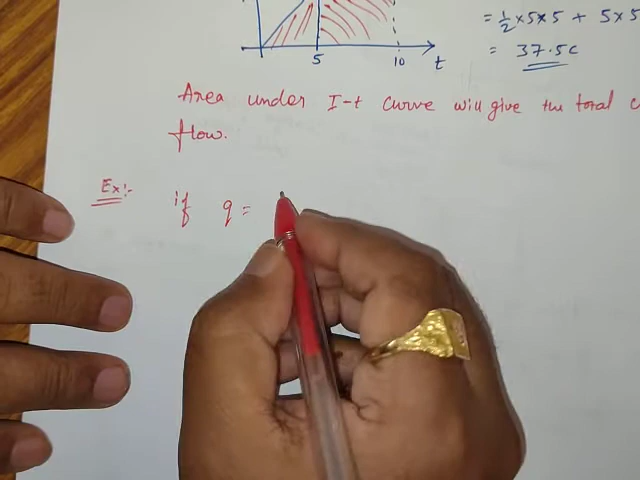 = 1/2 × 5 × 5 + 5 × 5
= 37.5C
5 10 t
Area under I-t curve will give the total
flow.
Ex:- if q =